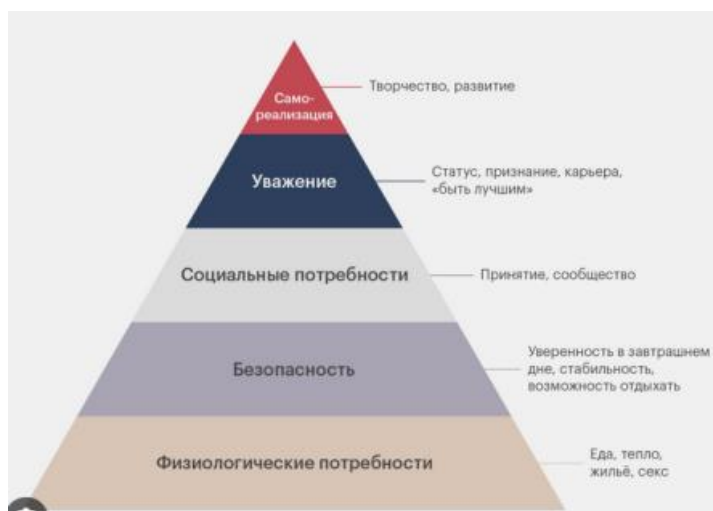 Творчество, развитие
Само-
реализация
Статус, признание, карьера,
«быть лучшим»
Уважение
Социальные потребности
Принятие, сообщество
Уверенность в завтрашнем
дне, стабильность,
возможность отдыхать
Безопасность
Еда, тепло,
жильё, секс
Физиологические потребности